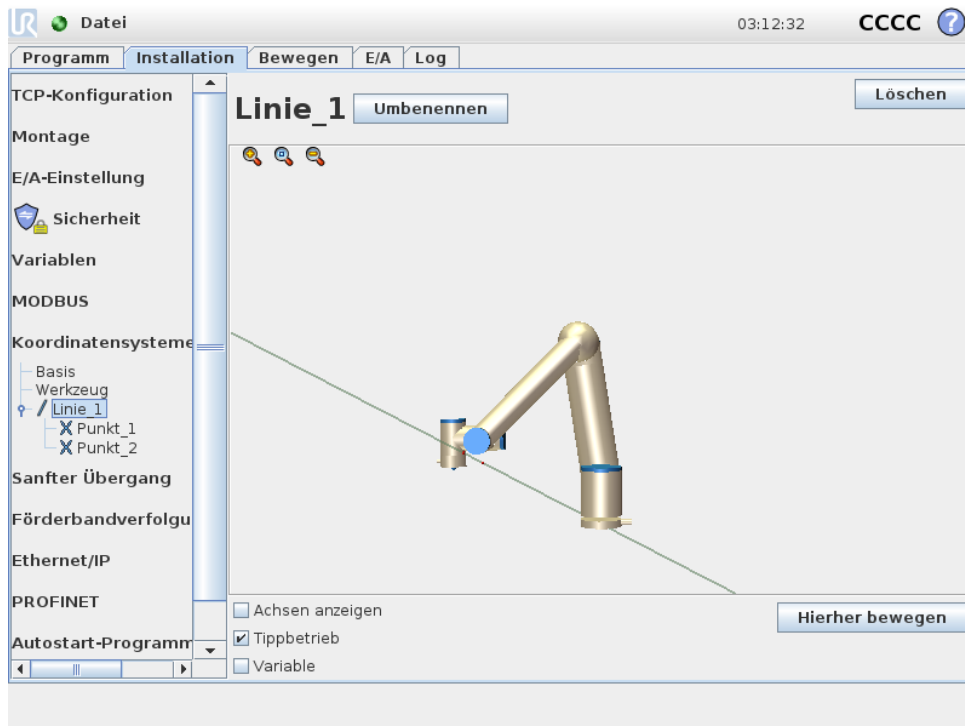 UR Datei 03:12:32 CCCC ?
Programm Installation Bewegen E/A Log
TCP-Konfiguration
Montage
E/A-Einstellung
Sicherheit
Variablen
MODBUS
Koordinatensysteme
Basis
Werkzeug
Linie_1
Punkt_1
Punkt_2
Sanfter Übergang
Förderbandverfolgu
Ethernet/IP
PROFINET
Autostart-Programm
Linie_1 Umbenennen
Löschen
Achsen anzeigen
Tippbetrieb
Variable
Hierher bewegen